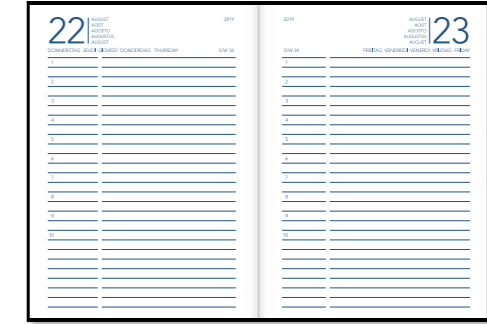 22
AUGUST
AOÛT
AGOSTO
AUGUSTUS
AUGUST
2019
DONNERSTAG JEUDI GIOVEDÌ DONDERDAG THURSDAY
S/W 34
1
2
3
4
5
6
7
8
9
10
2019
AUGUST
AOÛT
AGOSTO
AUGUSTUS
AUGUST
23
S/W 34
FREITAG VENDREDI VENERDÌ VRIJDAG FRIDAY
1
2
3
4
5
6
7
8
9
10